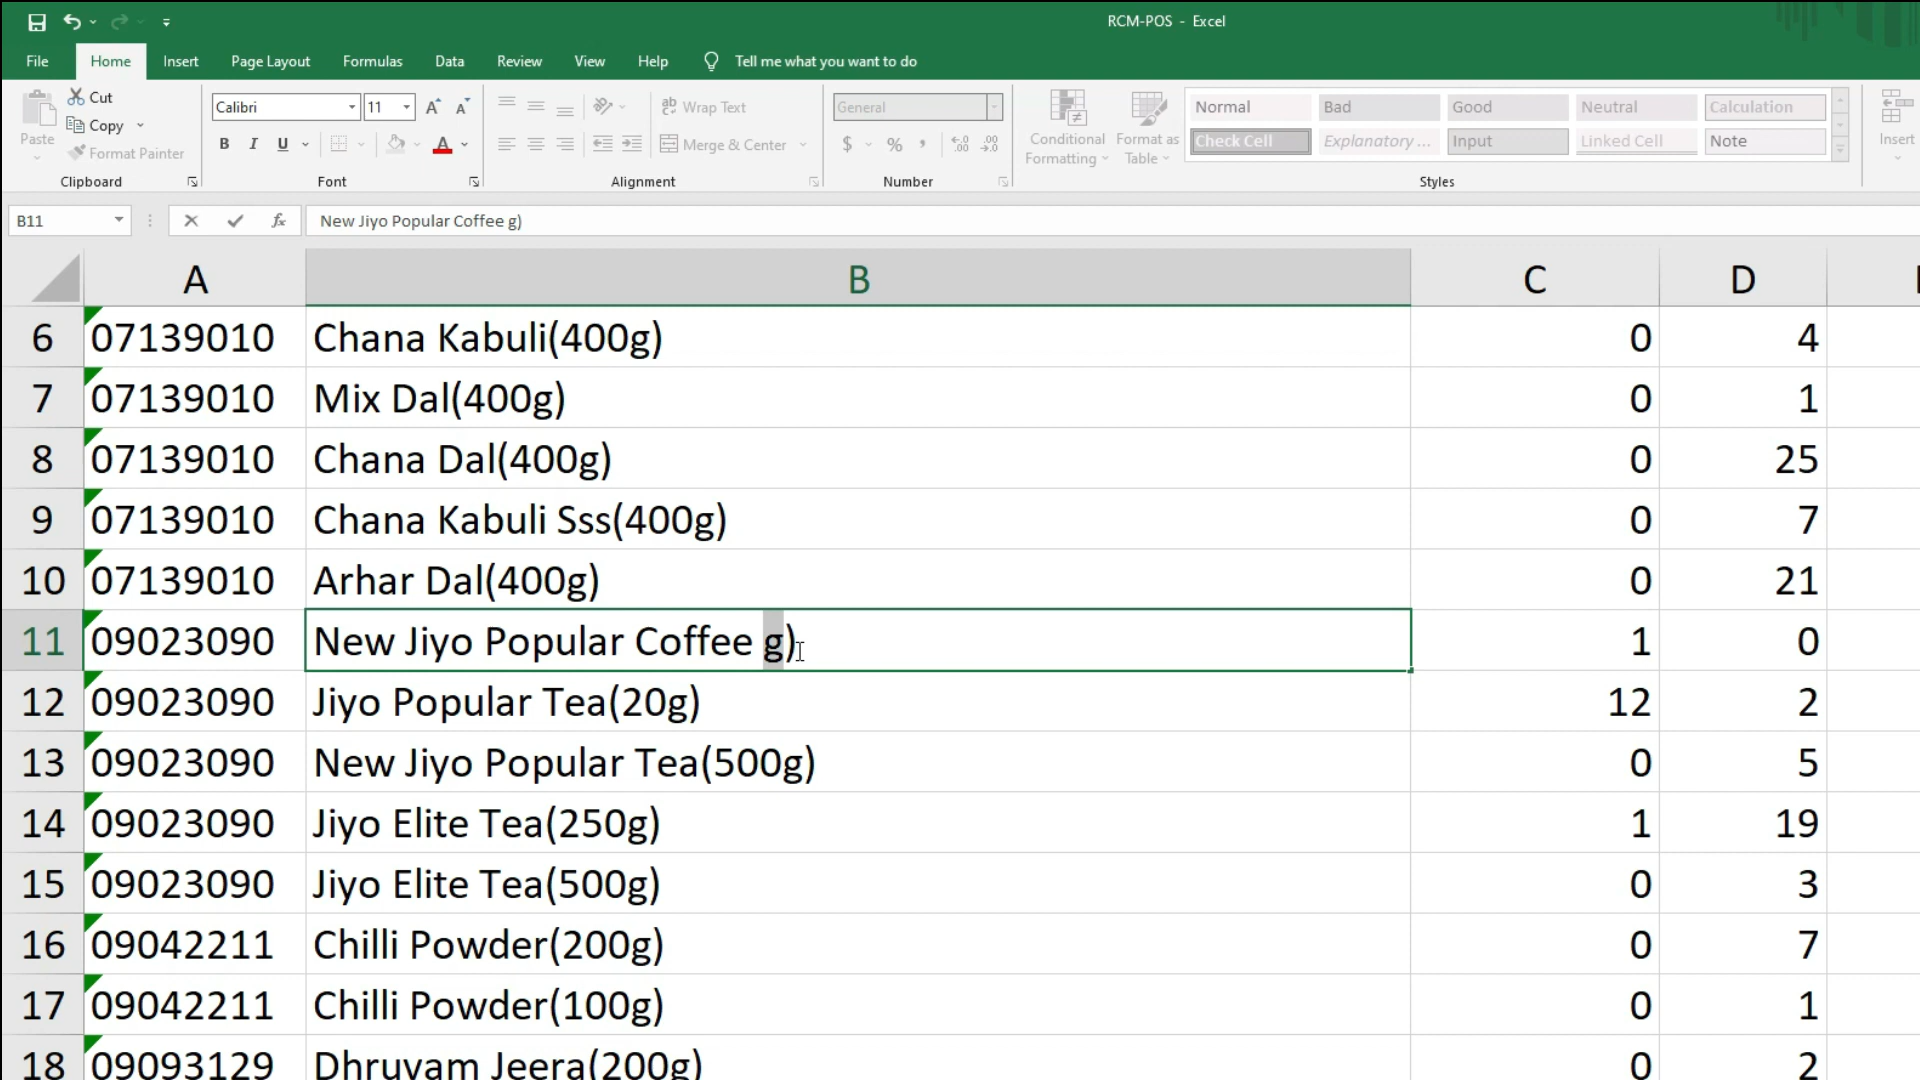 RCM-POS - Excel
File Home Insert Page Layout Formulas Data Review View Help Tell me what you want to do
Paste
Cut
Copy
Format Painter
Clipboard
Calibri 11 A A
B I U A
Font
ab Wrap Text
Merge & Center
Alignment
General
$ % ,
Number
Conditional Formatting
Format as Table
Normal Bad Good Neutral Calculation
Check Cell Explanatory ... Input Linked Cell Note
Styles
Insert
B11 fx New Jiyo Popular Coffee g)
A B C D
6 07139010 Chana Kabuli(400g) 0 4
7 07139010 Mix Dal(400g) 0 1
8 07139010 Chana Dal(400g) 0 25
9 07139010 Chana Kabuli Sss(400g) 0 7
10 07139010 Arhar Dal(400g) 0 21
11 09023090 New Jiyo Popular Coffee g) 1 0
12 09023090 Jiyo Popular Tea(20g) 12 2
13 09023090 New Jiyo Popular Tea(500g) 0 5
14 09023090 Jiyo Elite Tea(250g) 1 19
15 09023090 Jiyo Elite Tea(500g) 0 3
16 09042211 Chilli Powder(200g) 0 7
17 09042211 Chilli Powder(100g) 0 1
18 09093129 Dhruvam Jeera(200g) 0 2